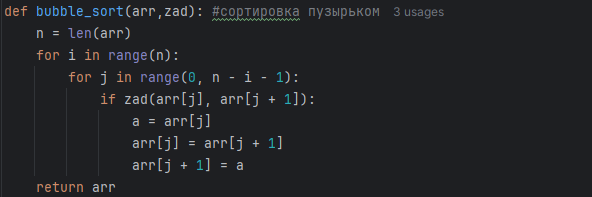 def bubble_sort(arr,zad): #сортировка пузырьком 3 usages
    n = len(arr)
    for i in range(n):
        for j in range(0, n - i - 1):
            if zad(arr[j], arr[j + 1]):
                a = arr[j]
                arr[j] = arr[j + 1]
                arr[j + 1] = a
    return arr